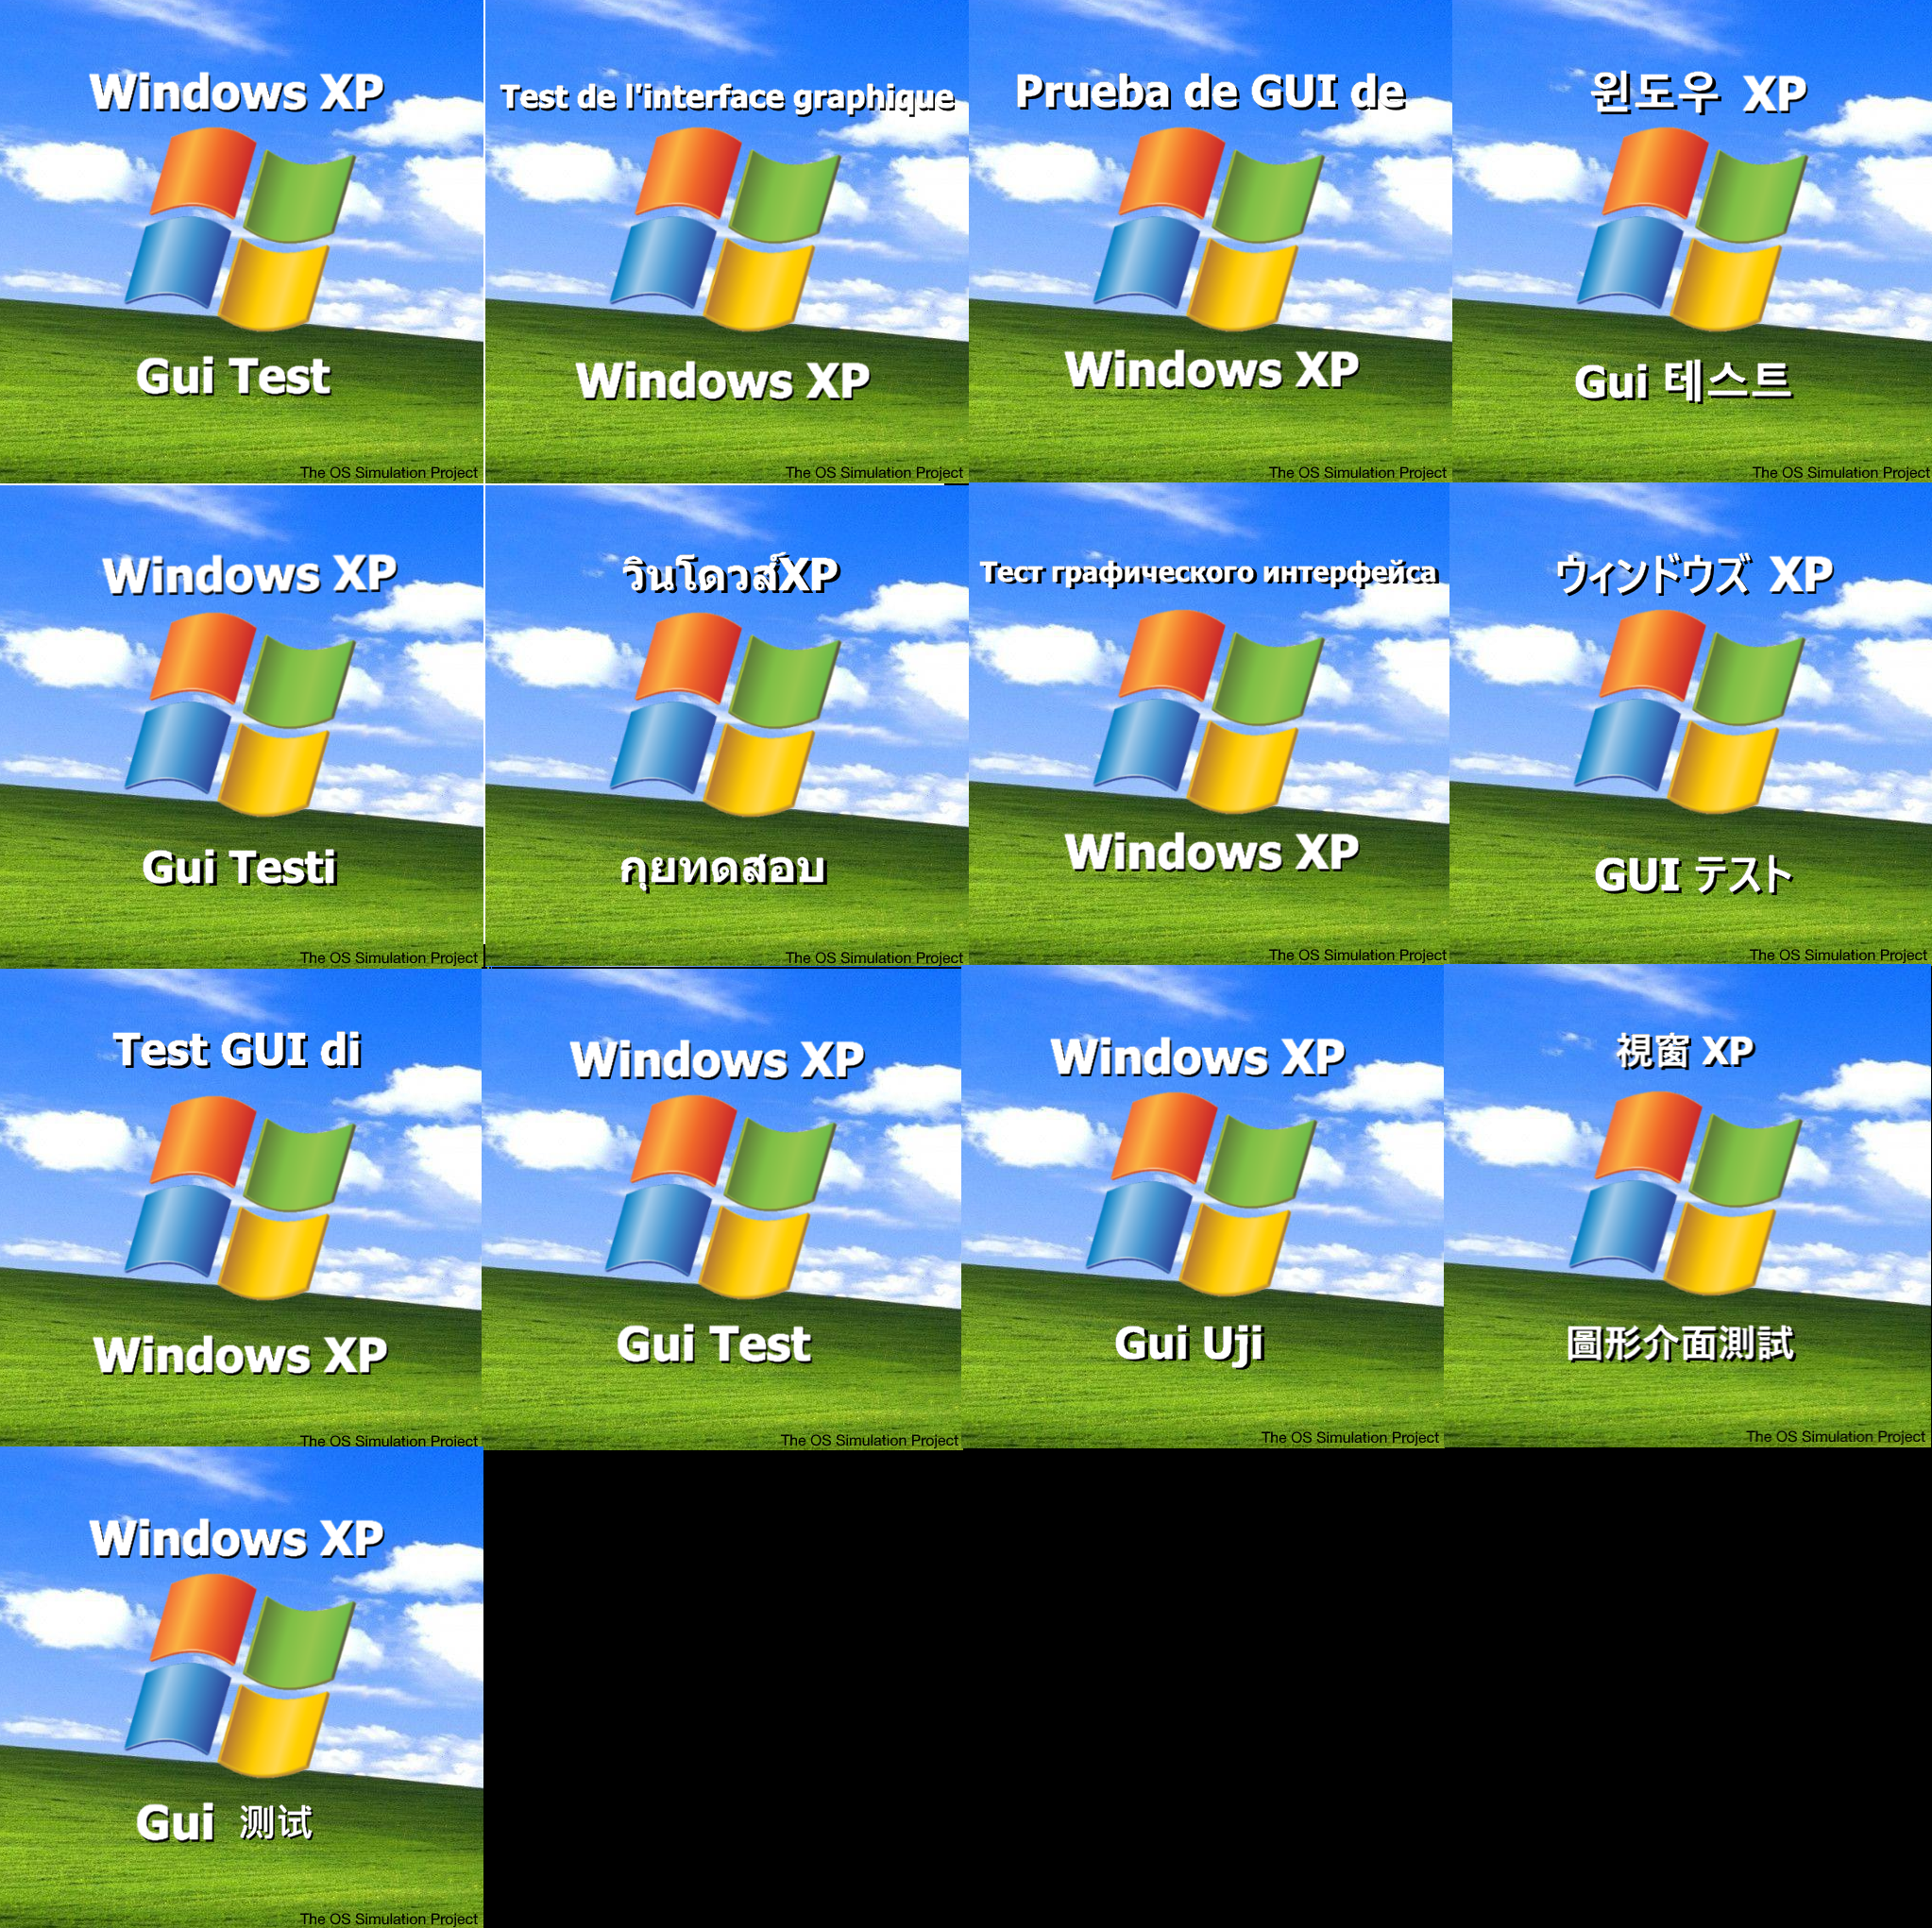 Windows XP
Gui Test
The OS Simulation Project
Test de l'interface graphique
Windows XP
The OS Simulation Project
Prueba de GUI de
Windows XP
The OS Simulation Project
윈도우 XP
Gui 테스트
The OS Simulation Project
Windows XP
Gui Testi
The OS Simulation Project
วินโดวส์XP
กุยทดสอบ
The OS Simulation Project
Тест графического интерфейса
Windows XP
The OS Simulation Project
ウィンドウズ XP
GUI テスト
The OS Simulation Project
Test GUI di
Windows XP
The OS Simulation Project
Windows XP
Gui Test
The OS Simulation Project
Windows XP
Gui Uji
The OS Simulation Project
視窗 XP
圖形介面測試
The OS Simulation Project
Windows XP
Gui 测试
The OS Simulation Project